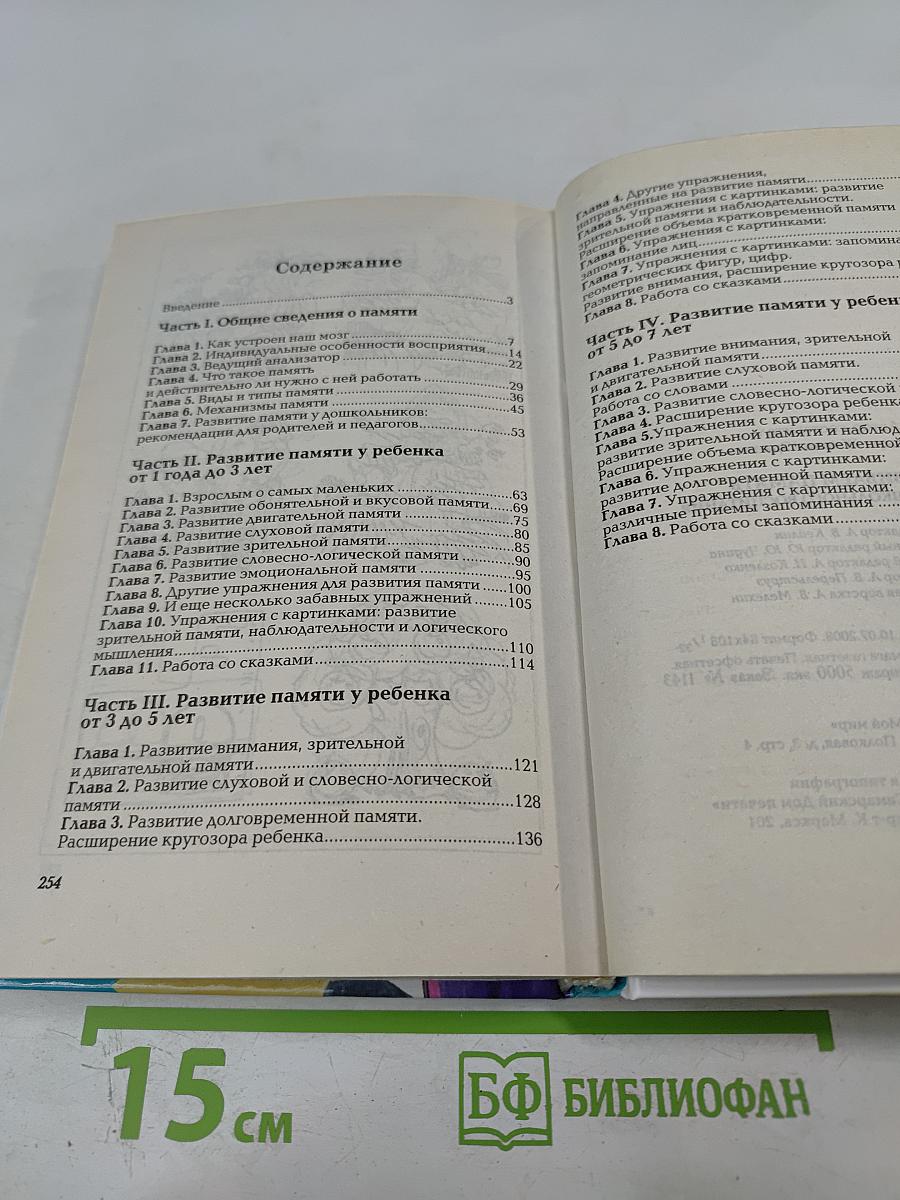 Содержание
Введение ... 3
Часть I. Общие сведения о памяти
Глава 1. Как устроен наш мозг ... 7
Глава 2. Индивидуальные особенности восприятия ... 14
Глава 3. Ведущий анализатор ... 22
Глава 4. Что такое память
и действительно ли нужно с ней работать ... 29
Глава 5. Виды и типы памяти ... 36
Глава 6. Механизмы памяти ... 45
Глава 7. Развитие памяти у дошкольников:
рекомендации для родителей и педагогов ... 53
Часть II. Развитие памяти у ребенка
от 1 года до 3 лет
Глава 1. Взрослым о самых маленьких ... 63
Глава 2. Развитие обонятельной и вкусовой памяти ... 69
Глава 3. Развитие двигательной памяти ... 75
Глава 4. Развитие слуховой памяти ... 80
Глава 5. Развитие зрительной памяти ... 85
Глава 6. Развитие словесно-логической памяти ... 90
Глава 7. Развитие эмоциональной памяти ... 95
Глава 8. Другие упражнения для развития памяти ... 100
Глава 9. И еще несколько забавных упражнений ... 105
Глава 10. Упражнения с картинками: развитие
зрительной памяти, наблюдательности и логического
мышления ... 110
Глава 11. Работа со сказками ... 114
Часть III. Развитие памяти у ребенка
от 3 до 5 лет
Глава 1. Развитие внимания, зрительной
и двигательной памяти ... 121
Глава 2. Развитие слуховой и словесно-логической
памяти ... 128
Глава 3. Развитие долговременной памяти.
Расширение кругозора ребенка ... 136
254
Глава 4. Другие упражнения,
направленные на развитие памяти
Глава 5. Упражнения с картинками: развитие
зрительной памяти и наблюдательности.
Расширение объема кратковременной памяти
Глава 6. Упражнения с картинками:
запоминание лиц
Глава 7. Упражнения с картинками: запомина
геометрических фигур, цифр.
Развитие внимания, расширение кругозора р
Глава 8. Работа со сказками
Часть IV. Развитие памяти у ребен
от 5 до 7 лет
Глава 1. Развитие внимания, зрительной
и двигательной памяти
Глава 2. Развитие слуховой памяти.
Работа со словами
Глава 3. Развитие словесно-логической
Глава 4. Расширение кругозора ребенка
Глава 5.Упражнения с картинками:
развитие зрительной памяти и наблюд
Расширение объема кратковременной
Глава 6. Упражнения с картинками:
развитие долговременной памяти
Глава 7. Упражнения с картинками:
различные приемы запоминания
Глава 8. Работа со сказками
15 см
БФ БИБЛИОФАН